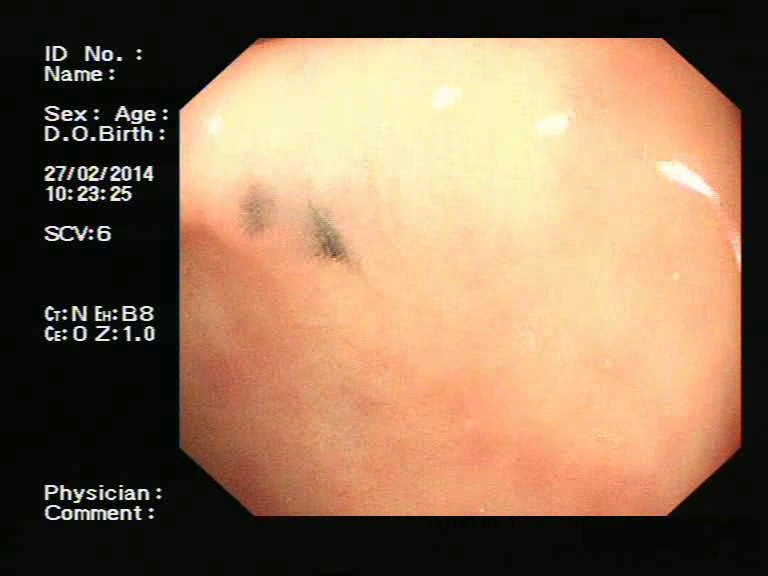 ID No. :
Name:
Sex: Age:
D.O.Birth:
27/02/2014
10:23:25
SCV:6
CT:N EH:B8
CE:0 Z:1.0
Physician:
Comment: